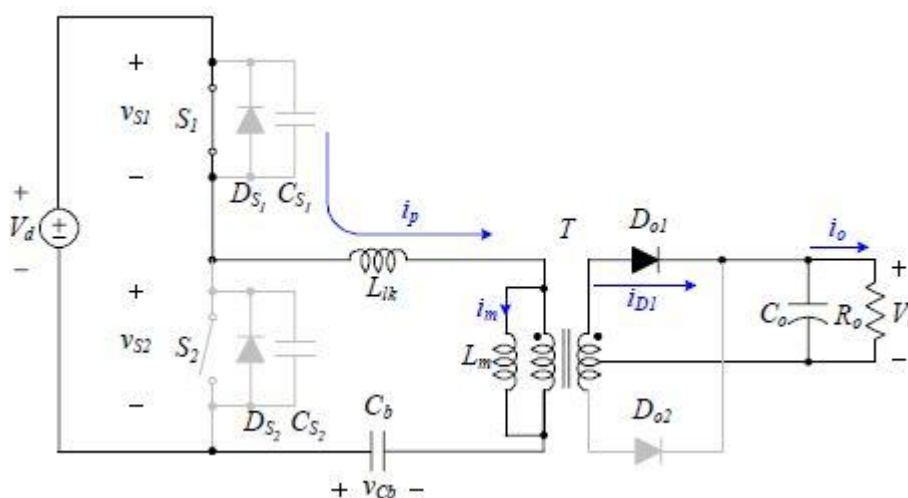 +
v_S1
S_1
−
D_S1 C_S1
i_p
T
D_o1
i_o
+
V_d
±
−
L_lk
i_D1
+
v_S2
S_2
−
D_S2 C_S2
i_m
L_m
C_o
R_o
+
V
−
C_b
D_o2
+ v_Cb −